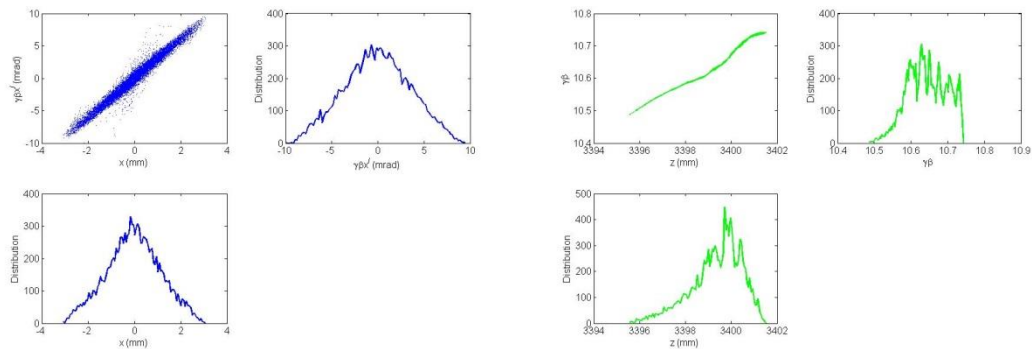 10
5
0
-5
-10
-4 -2 0 2 4
γβx′ (mrad)
x (mm)
400
300
200
100
0
-10 -5 0 5 10
Distribution
γβx′ (mrad)
10.8
10.7
10.6
10.5
10.4
3394 3396 3398 3400 3402
γβ
z (mm)
400
300
200
100
0
10.4 10.5 10.6 10.7 10.8 10.9
Distribution
γβ
400
300
200
100
0
-4 -2 0 2 4
Distribution
x (mm)
500
400
300
200
100
0
3394 3396 3398 3400 3402
Distribution
z (mm)